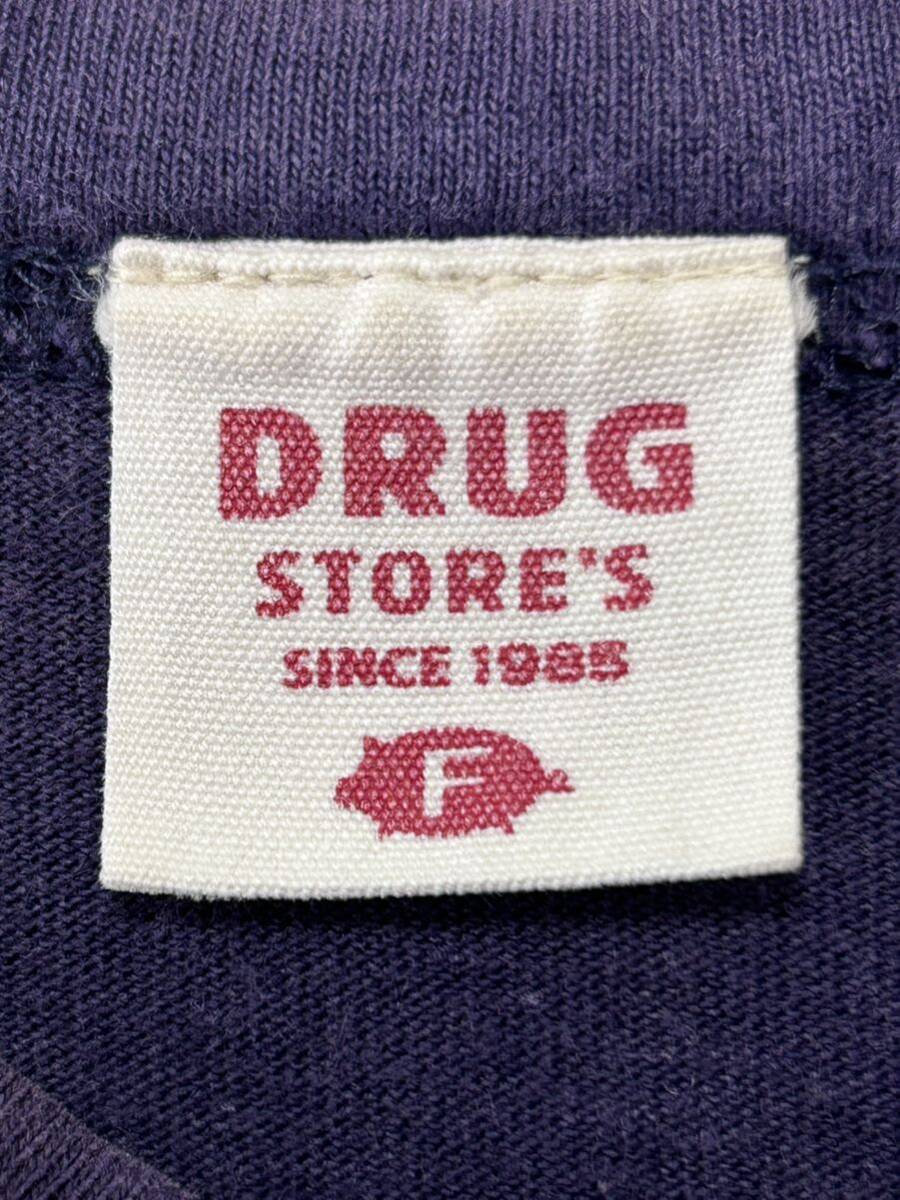 DRUG
STORE'S
SINCE 1985
F